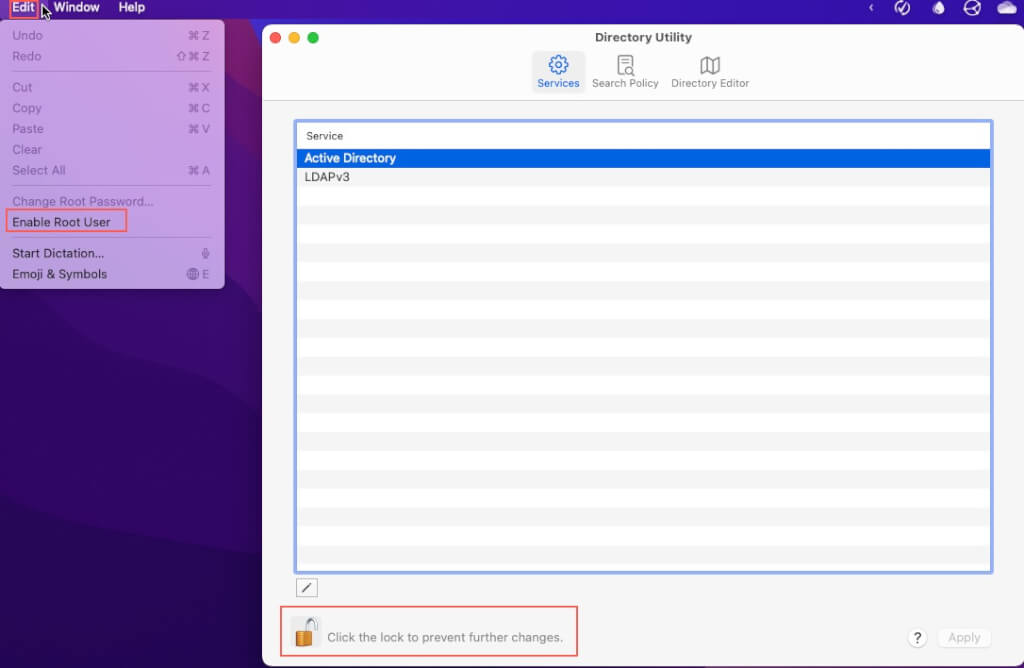 Edit Window Help
Undo ⌘ Z
Redo ⇧ ⌘ Z
Cut ⌘ X
Copy ⌘ C
Paste ⌘ V
Clear
Select All ⌘ A
Change Root Password...
Enable Root User
Start Dictation...
Emoji & Symbols E
Directory Utility
Services Search Policy Directory Editor
Service
Active Directory
LDAPv3
Click the lock to prevent further changes.
? Apply